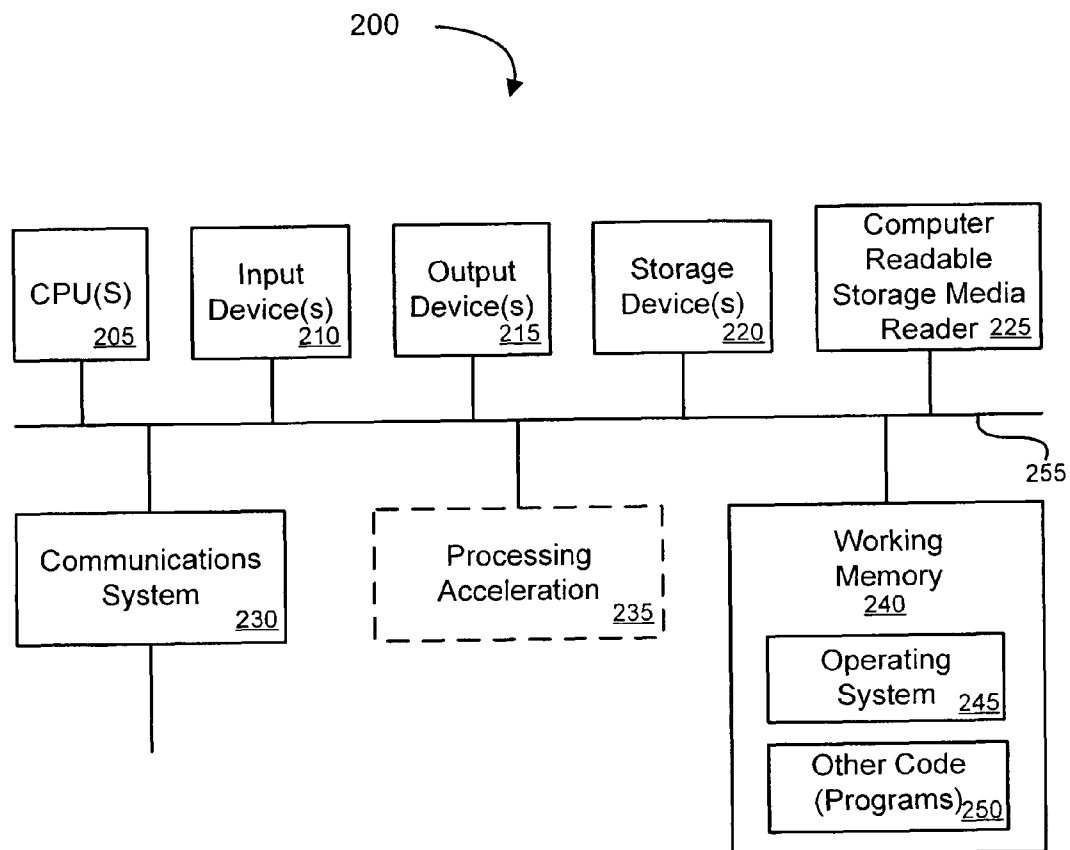 200
CPU(S)
205
Input
Device(s)
210
Output
Device(s)
215
Storage
Device(s)
220
Computer
Readable
Storage Media
Reader 225
255
Communications
System
230
Processing
Acceleration
235
Working
Memory
240
Operating
System
245
Other Code
(Programs)
250